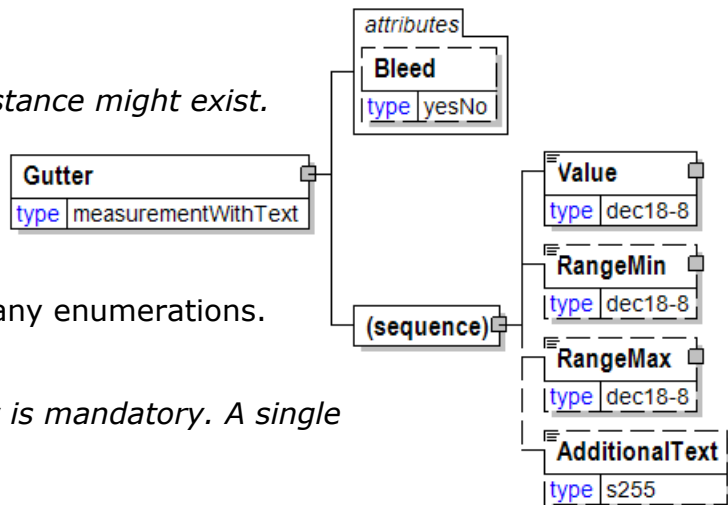 attributes
Bleed
type yesNo
stance might exist.
Gutter
type measurementWithText
Value
type dec18-8
RangeMin
type dec18-8
any enumerations.
(sequence)
RangeMax
type dec18-8
is mandatory. A single
AdditionalText
type s255